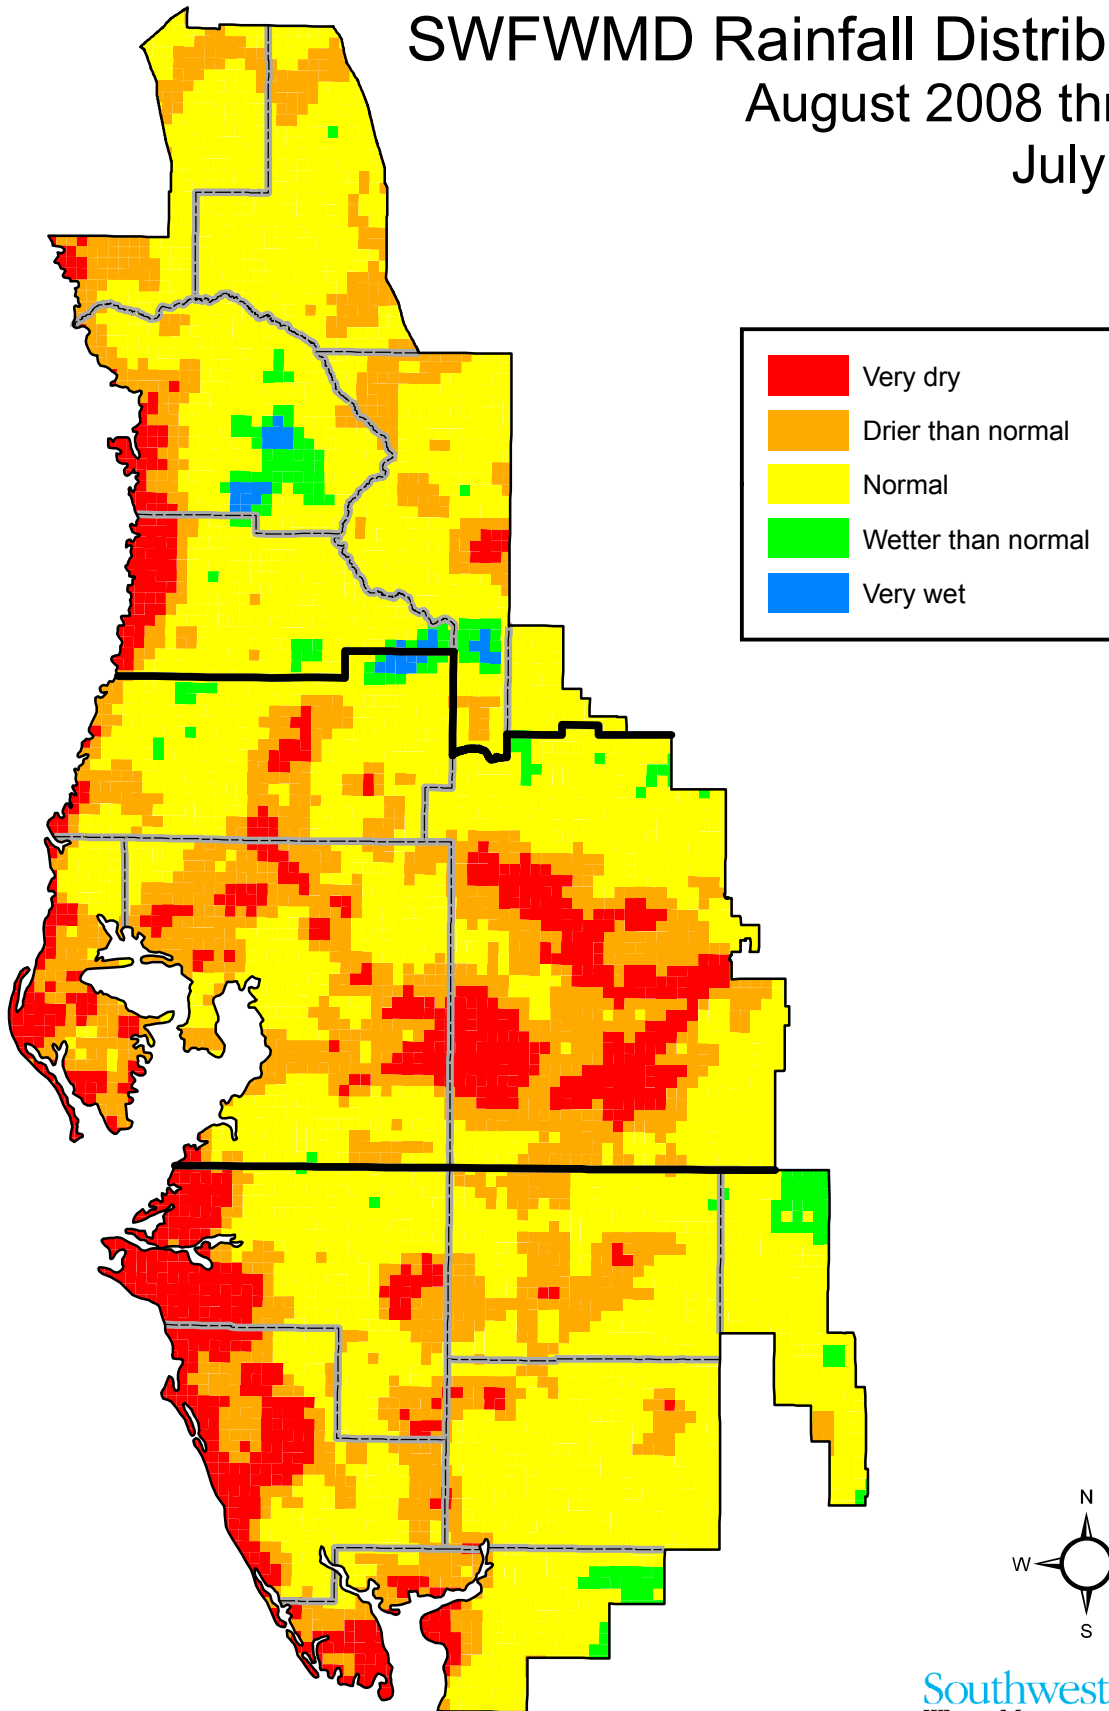 SWFWMD Rainfall Distrib
August 2008 thr
July
Very dry
Drier than normal
Normal
Wetter than normal
Very wet
N
W
S
Southwest